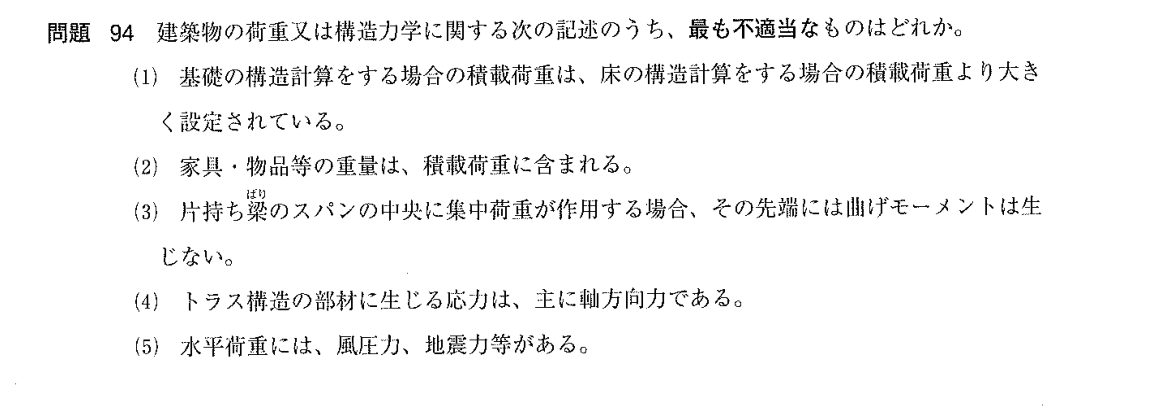 問題 94 建築物の荷重又は構造力学に関する次の記述のうち、最も不適当なものはどれか。
(1) 基礎の構造計算をする場合の積載荷重は、床の構造計算をする場合の積載荷重より大き
く設定されている。
(2) 家具・物品等の重量は、積載荷重に含まれる。
ばり
(3) 片持ち梁のスパンの中央に集中荷重が作用する場合、その先端には曲げモーメントは生
じない。
(4) トラス構造の部材に生じる応力は、主に軸方向力である。
(5) 水平荷重には、風圧力、地震力等がある。